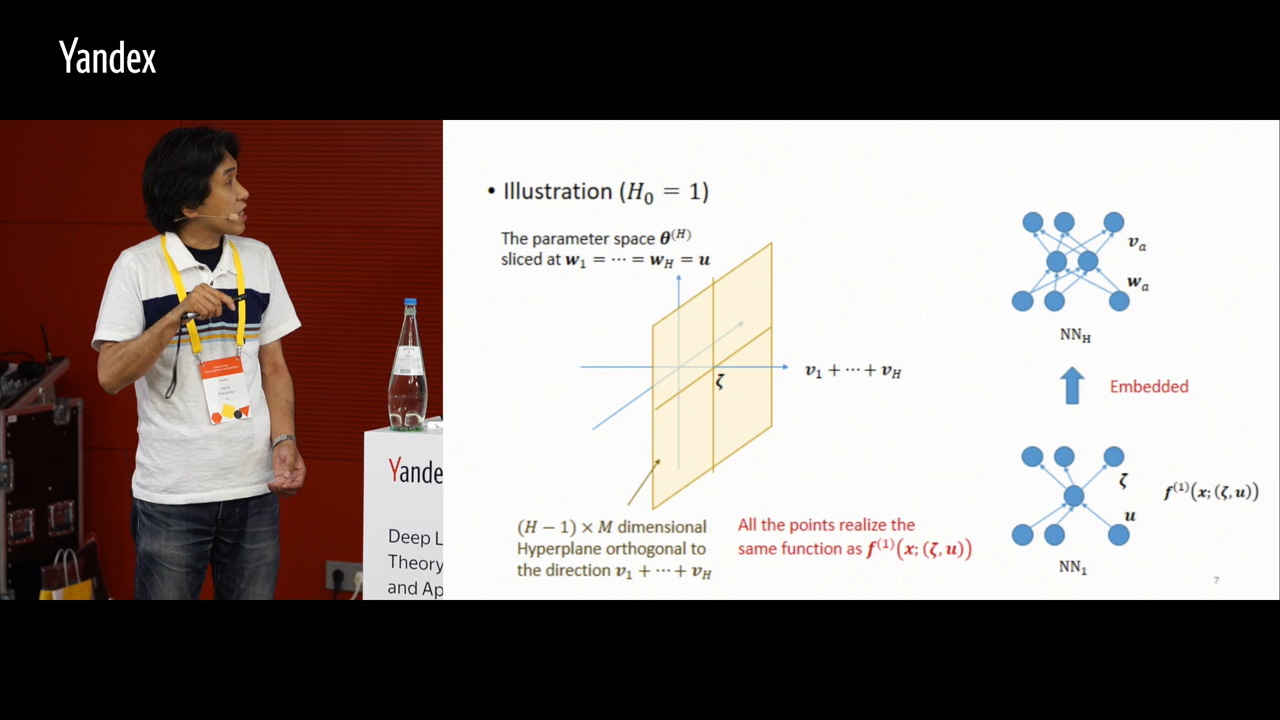 Yandex
• Illustration (H₀ = 1)
The parameter space θ^(H)
sliced at w₁ = ⋯ = w_H = u
ζ
v₁ + ⋯ + v_H
(H − 1) × M dimensional
Hyperplane orthogonal to
the direction v₁ + ⋯ + v_H
All the points realize the
same function as f^(1)(x; (ζ, u))
v_a
w_a
NN_H
Embedded
ζ
f^(1)(x; (ζ, u))
u
NN₁
7
Yande
Deep L
Theory
and Ap